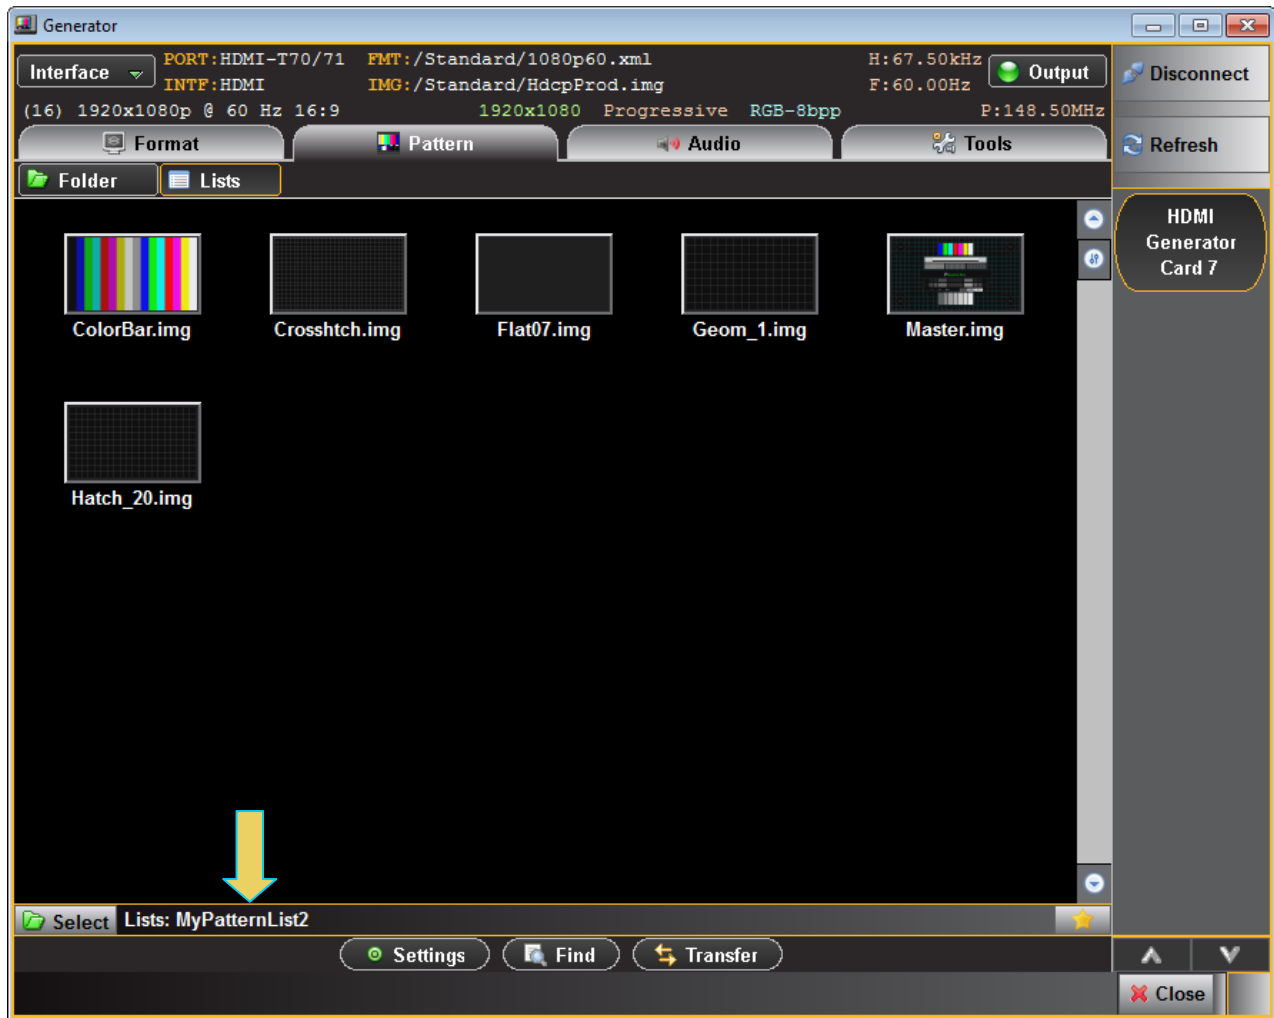 Generator
Interface
PORT:HDMI-T70/71 FMT:/Standard/1080p60.xml H:67.50kHz
INTF:HDMI IMG:/Standard/HdcpProd.img F:60.00Hz
Output
(16) 1920x1080p @ 60 Hz 16:9 1920x1080 Progressive RGB-8bpp P:148.50MHz
Disconnect
Refresh
Format Pattern Audio Tools
Folder Lists
HDMI
Generator
Card 7
ColorBar.img Crosshtch.img Flat07.img Geom_1.img Master.img
Hatch_20.img
Select Lists: MyPatternList2
Settings Find Transfer
Close